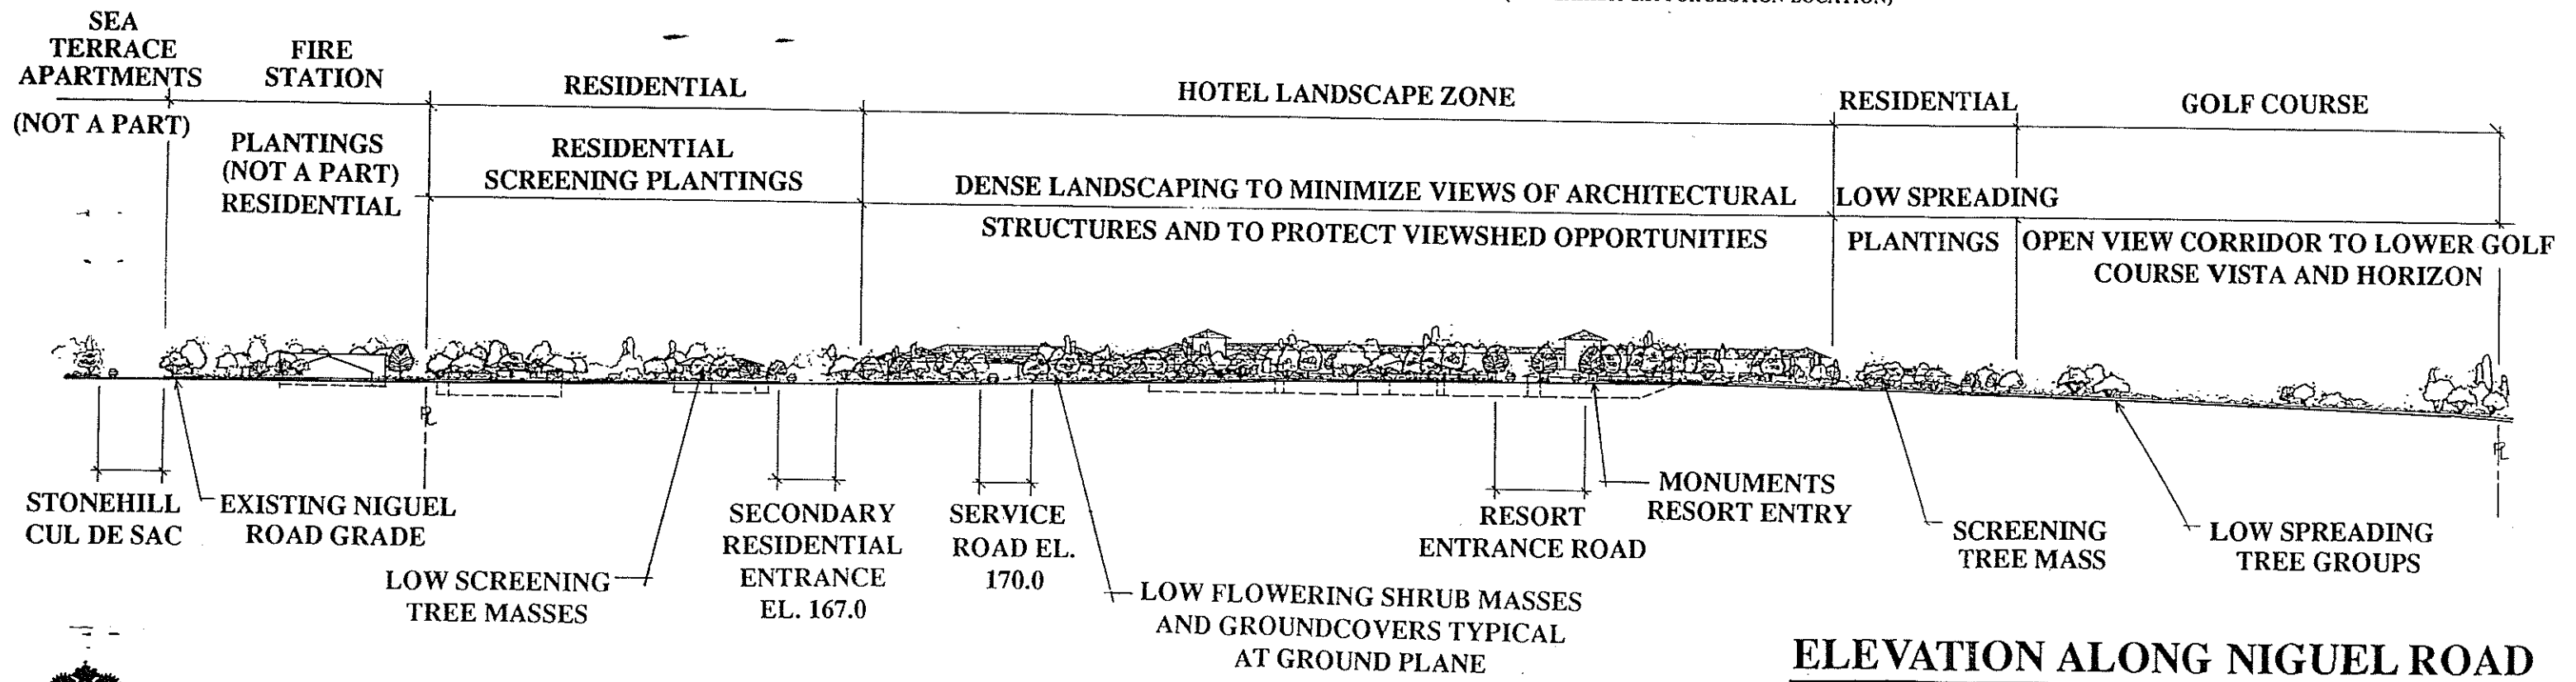 FOR SECTION LOCATION)
SEA
TERRACE
APARTMENTS
(NOT A PART)
FIRE
STATION
PLANTINGS
(NOT A PART)
RESIDENTIAL
RESIDENTIAL
RESIDENTIAL
SCREENING PLANTINGS
HOTEL LANDSCAPE ZONE
DENSE LANDSCAPING TO MINIMIZE VIEWS OF ARCHITECTURAL
STRUCTURES AND TO PROTECT VIEWSHED OPPORTUNITIES
RESIDENTIAL
LOW SPREADING
PLANTINGS
GOLF COURSE
OPEN VIEW CORRIDOR TO LOWER GOLF
COURSE VISTA AND HORIZON
PL
PL
STONEHILL
CUL DE SAC
EXISTING NIGUEL
ROAD GRADE
LOW SCREENING
TREE MASSES
SECONDARY
RESIDENTIAL
ENTRANCE
EL. 167.0
SERVICE
ROAD EL.
170.0
LOW FLOWERING SHRUB MASSES
AND GROUNDCOVERS TYPICAL
AT GROUND PLANE
RESORT
ENTRANCE ROAD
MONUMENTS
RESORT ENTRY
SCREENING
TREE MASS
LOW SPREADING
TREE GROUPS
ELEVATION ALONG NIGUEL ROAD